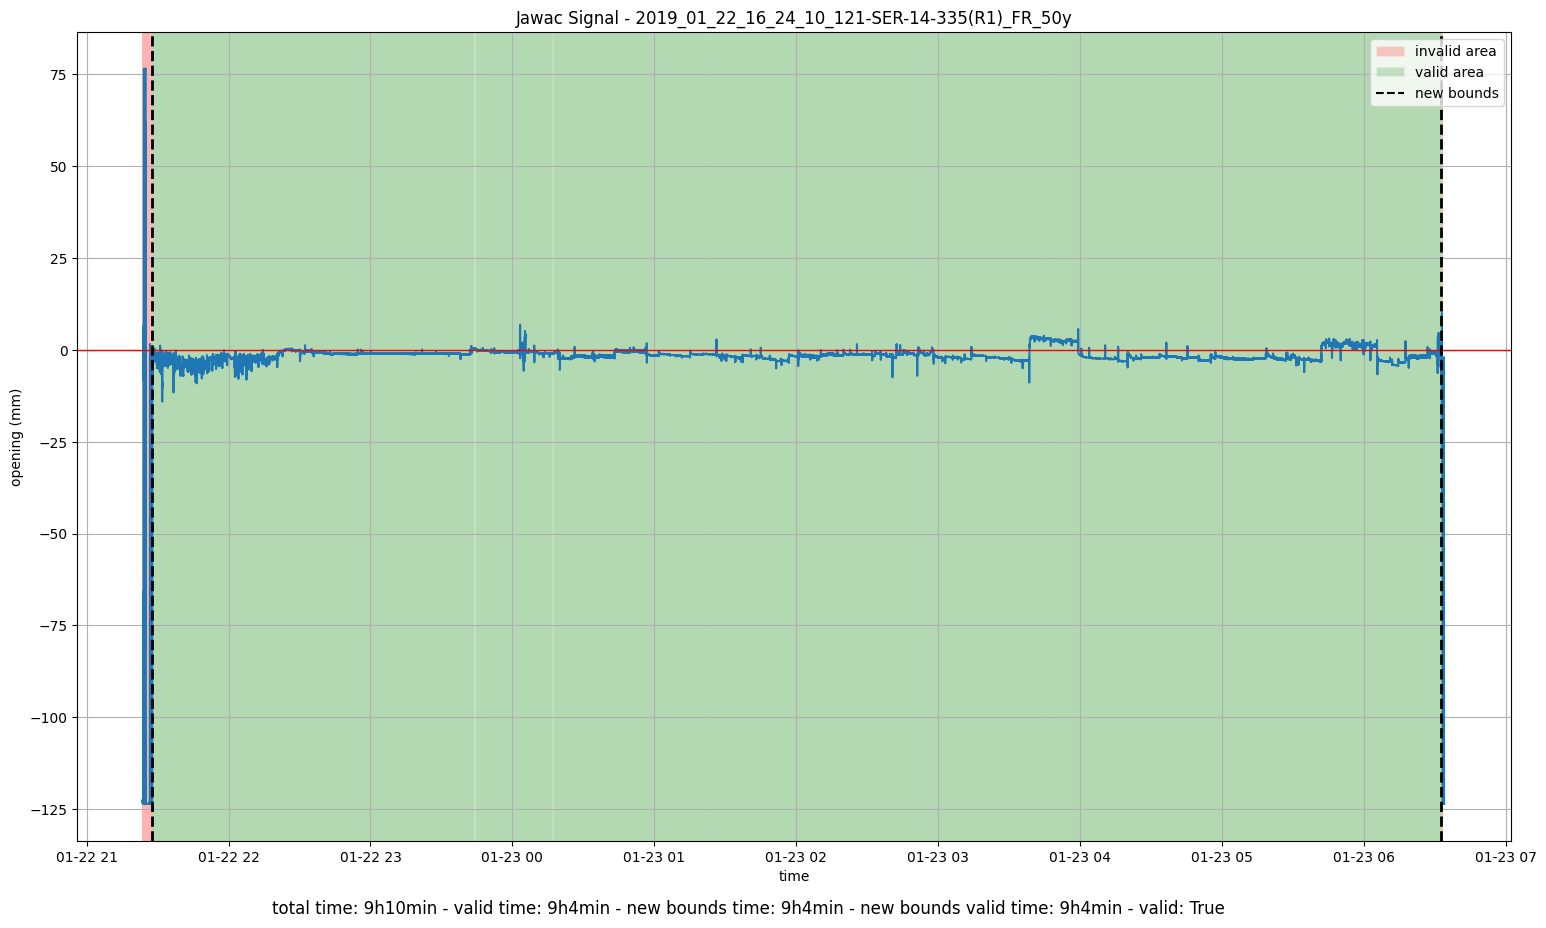 Jawac Signal - 2019_01_22_16_24_10_121-SER-14-335(R1)_FR_50y
invalid area
valid area
new bounds
opening (mm)
75
50
25
0
−25
−50
−75
−100
−125
01-22 21
01-22 22
01-22 23
01-23 00
01-23 01
01-23 02
01-23 03
01-23 04
01-23 05
01-23 06
01-23 07
time
total time: 9h10min - valid time: 9h4min - new bounds time: 9h4min - new bounds valid time: 9h4min - valid: True